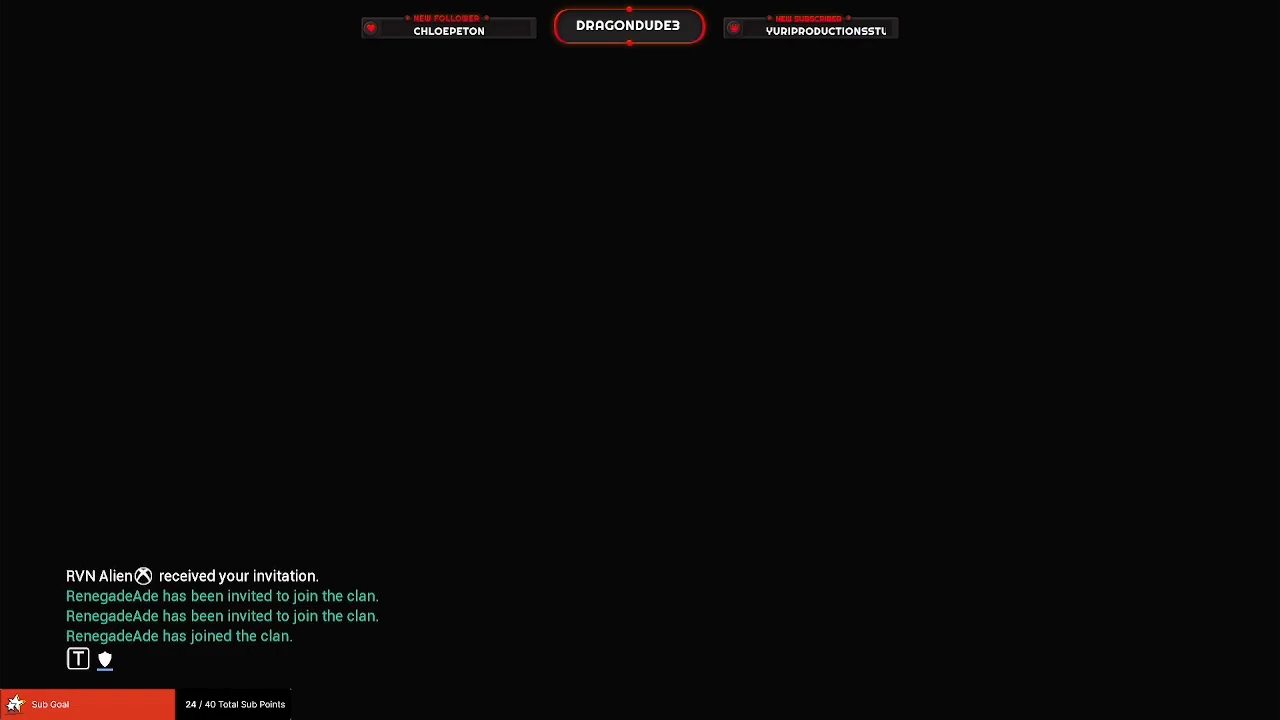 NEW FOLLOWER
CHLOEPETON
DRAGONDUDE3
NEW SUBSCRIBER
YURIPRODUCTIONSSTU
RVN Alien received your invitation.
RenegadeAde has been invited to join the clan.
RenegadeAde has been invited to join the clan.
RenegadeAde has joined the clan.
T
Sub Goal
24 / 40 Total Sub Points